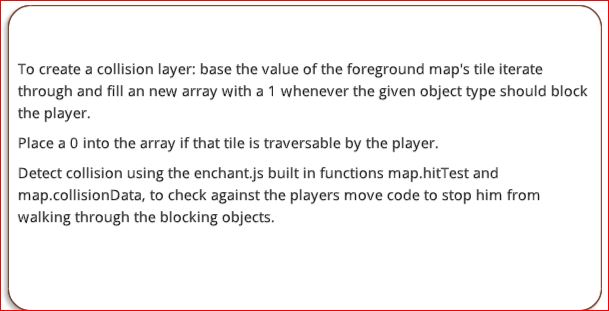 To create a collision layer: base the value of the foreground map's tile iterate
through and fill an new array with a 1 whenever the given object type should block
the player.
Place a 0 into the array if that tile is traversable by the player.
Detect collision using the enchant.js built in functions map.hitTest and
map.collisionData, to check against the players move code to stop him from
walking through the blocking objects.